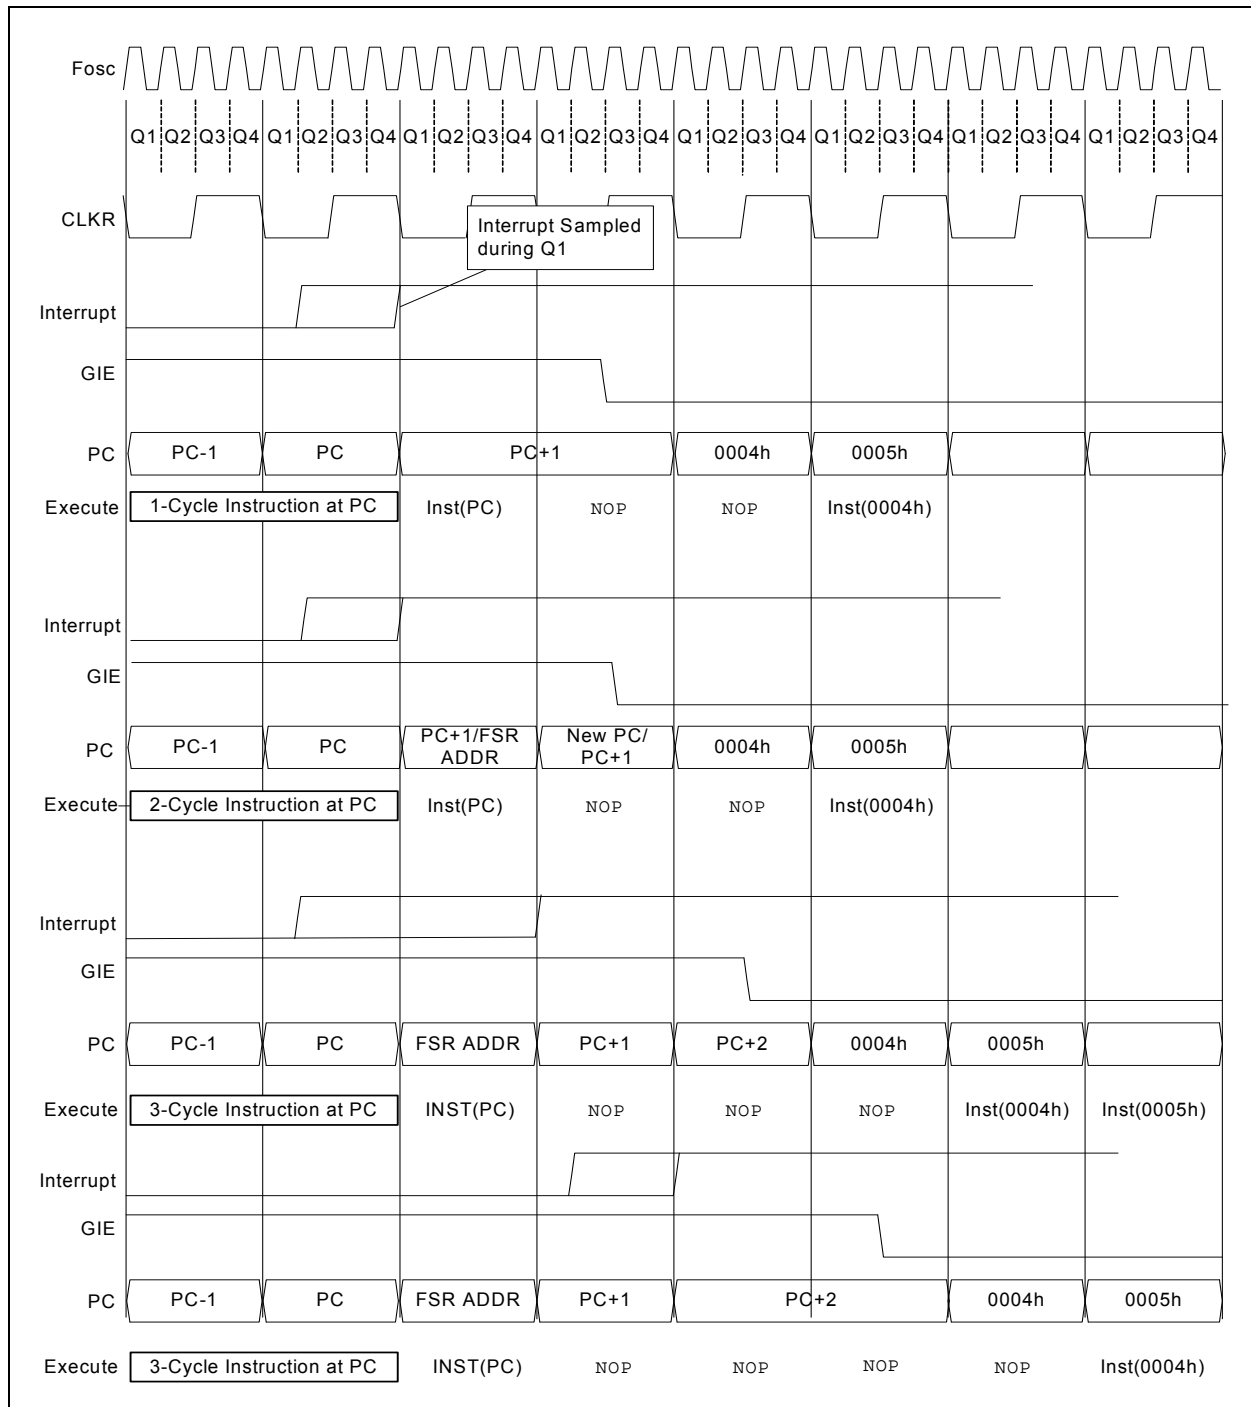 Fosc
Q1 Q2 Q3 Q4 Q1 Q2 Q3 Q4 Q1 Q2 Q3 Q4 Q1 Q2 Q3 Q4 Q1 Q2 Q3 Q4 Q1 Q2 Q3 Q4 Q1 Q2 Q3 Q4 Q1 Q2 Q3 Q4
CLKR
Interrupt Sampled
during Q1
Interrupt
GIE
PC PC-1 PC PC+1 0004h 0005h
Execute 1-Cycle Instruction at PC Inst(PC) NOP NOP Inst(0004h)
Interrupt
GIE
PC PC-1 PC PC+1/FSR ADDR New PC/ PC+1 0004h 0005h
Execute 2-Cycle Instruction at PC Inst(PC) NOP NOP Inst(0004h)
Interrupt
GIE
PC PC-1 PC FSR ADDR PC+1 PC+2 0004h 0005h
Execute 3-Cycle Instruction at PC INST(PC) NOP NOP NOP Inst(0004h) Inst(0005h)
Interrupt
GIE
PC PC-1 PC FSR ADDR PC+1 PC+2 0004h 0005h
Execute 3-Cycle Instruction at PC INST(PC) NOP NOP NOP NOP Inst(0004h)